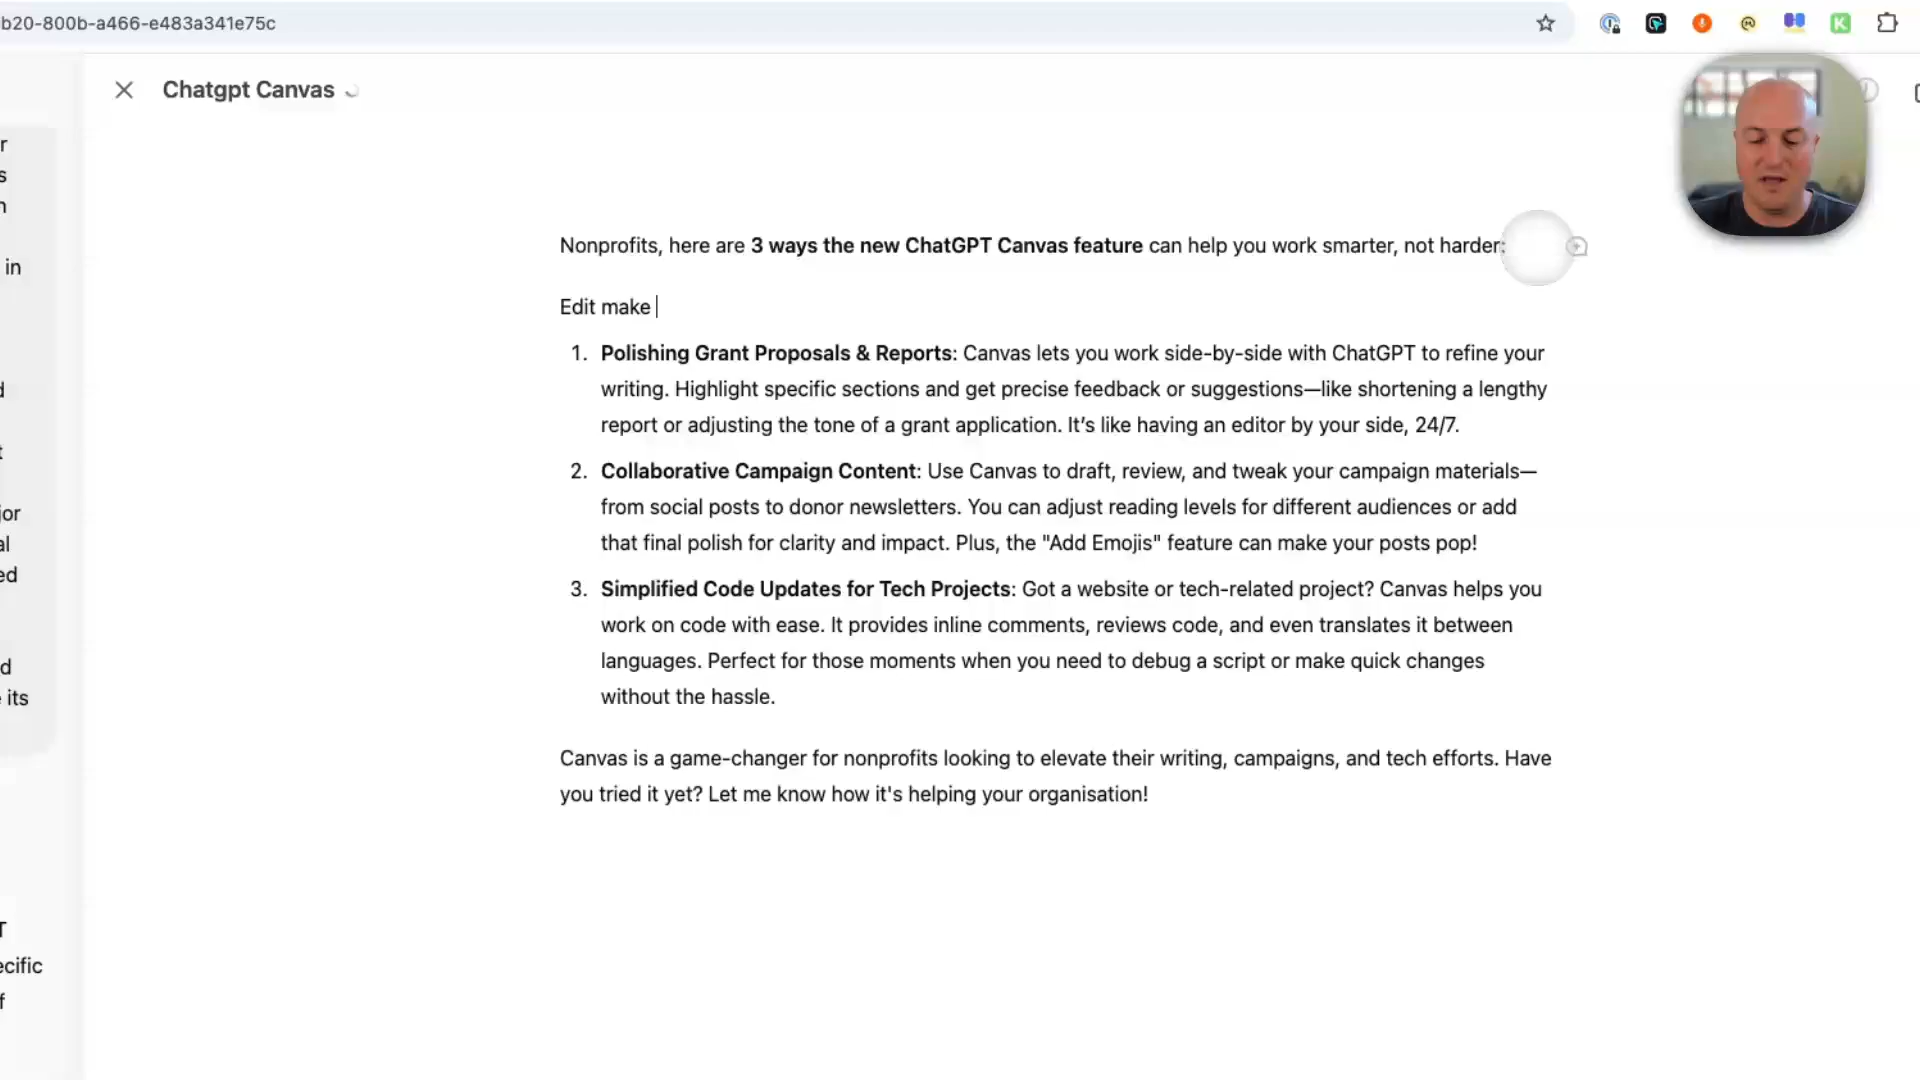 b20-800b-a466-e483a341e75c
Chatgpt Canvas
r
s
n
in
d
t
jor
al
ed
d
its
T
ecific
f
Nonprofits, here are 3 ways the new ChatGPT Canvas feature can help you work smarter, not harder:
Edit make
1. Polishing Grant Proposals & Reports: Canvas lets you work side-by-side with ChatGPT to refine your
writing. Highlight specific sections and get precise feedback or suggestions—like shortening a lengthy
report or adjusting the tone of a grant application. It’s like having an editor by your side, 24/7.
2. Collaborative Campaign Content: Use Canvas to draft, review, and tweak your campaign materials—
from social posts to donor newsletters. You can adjust reading levels for different audiences or add
that final polish for clarity and impact. Plus, the "Add Emojis" feature can make your posts pop!
3. Simplified Code Updates for Tech Projects: Got a website or tech-related project? Canvas helps you
work on code with ease. It provides inline comments, reviews code, and even translates it between
languages. Perfect for those moments when you need to debug a script or make quick changes
without the hassle.
Canvas is a game-changer for nonprofits looking to elevate their writing, campaigns, and tech efforts. Have
you tried it yet? Let me know how it's helping your organisation!